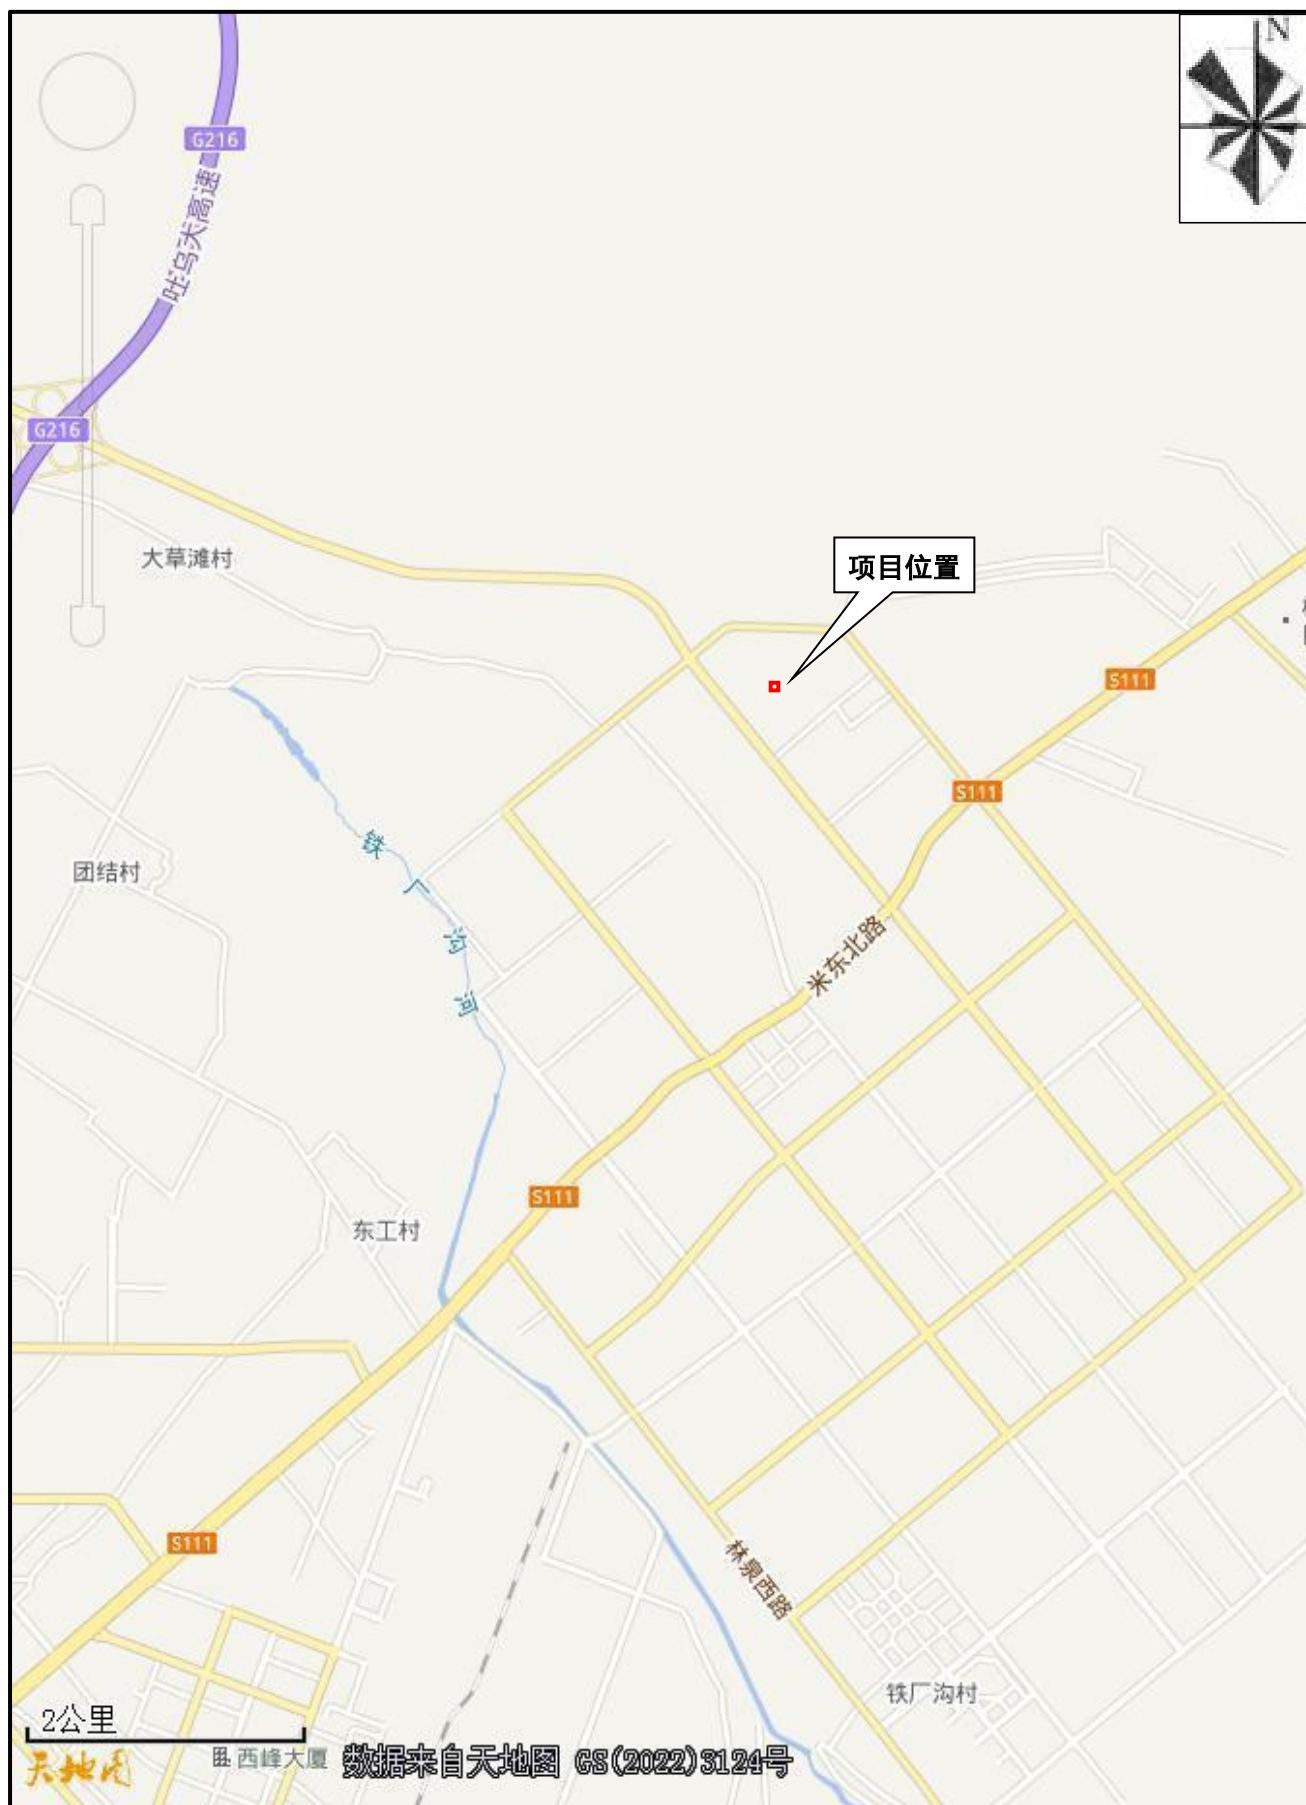 N
G216
吐乌大高速
G216
大草滩村
项目位置
S111
S111
铁厂沟河
团结村
米东北路
S111
东工村
S111
林泉西路
铁厂沟村
2公里
天地图
西峰大厦
数据来自天地图 GS(2022)3124号